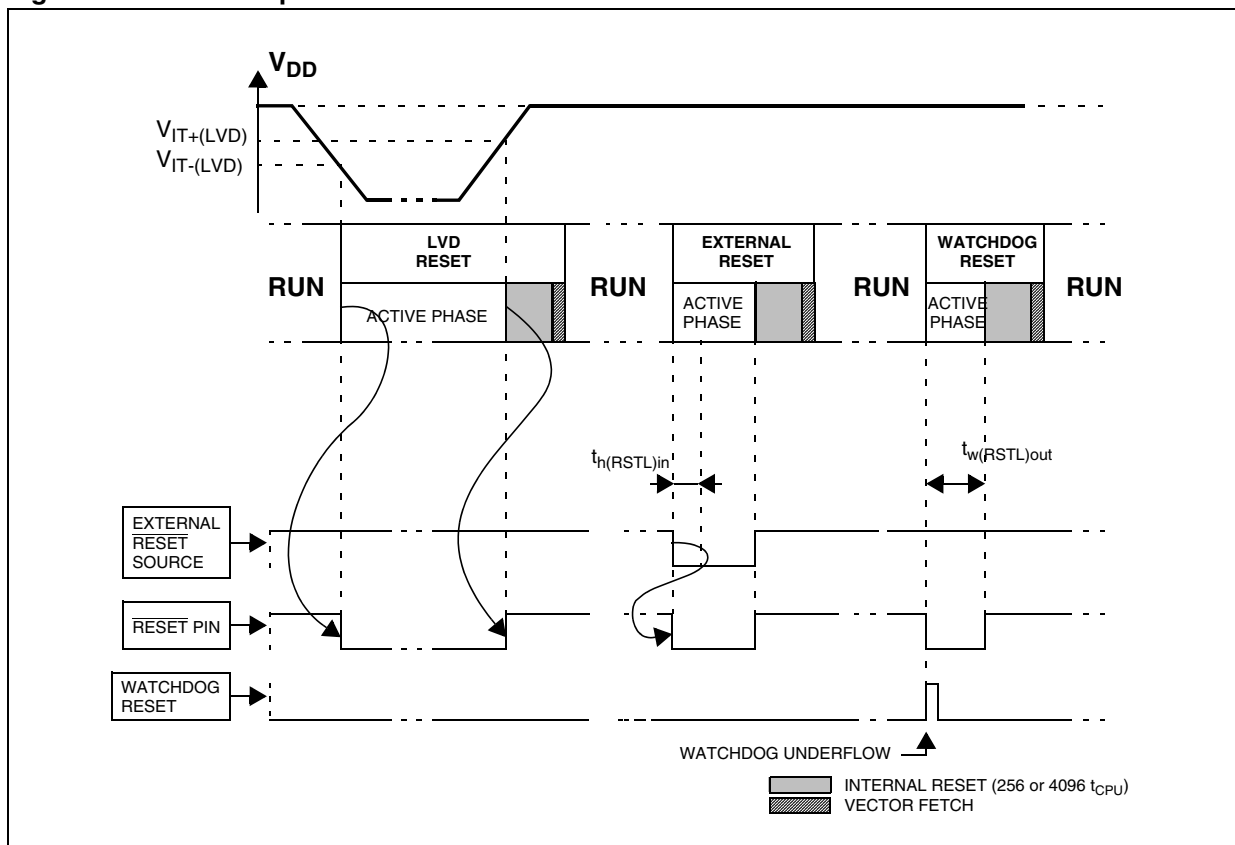 V_DD
V_IT+(LVD)
V_IT-(LVD)
LVD
RESET
EXTERNAL
RESET
WATCHDOG
RESET
RUN
RUN
RUN
RUN
ACTIVE PHASE
ACTIVE
PHASE
ACTIVE
PHASE
t_h(RSTL)in
t_w(RSTL)out
EXTERNAL
RESET
SOURCE
RESET PIN
WATCHDOG
RESET
WATCHDOG UNDERFLOW
INTERNAL RESET (256 or 4096 t_CPU)
VECTOR FETCH